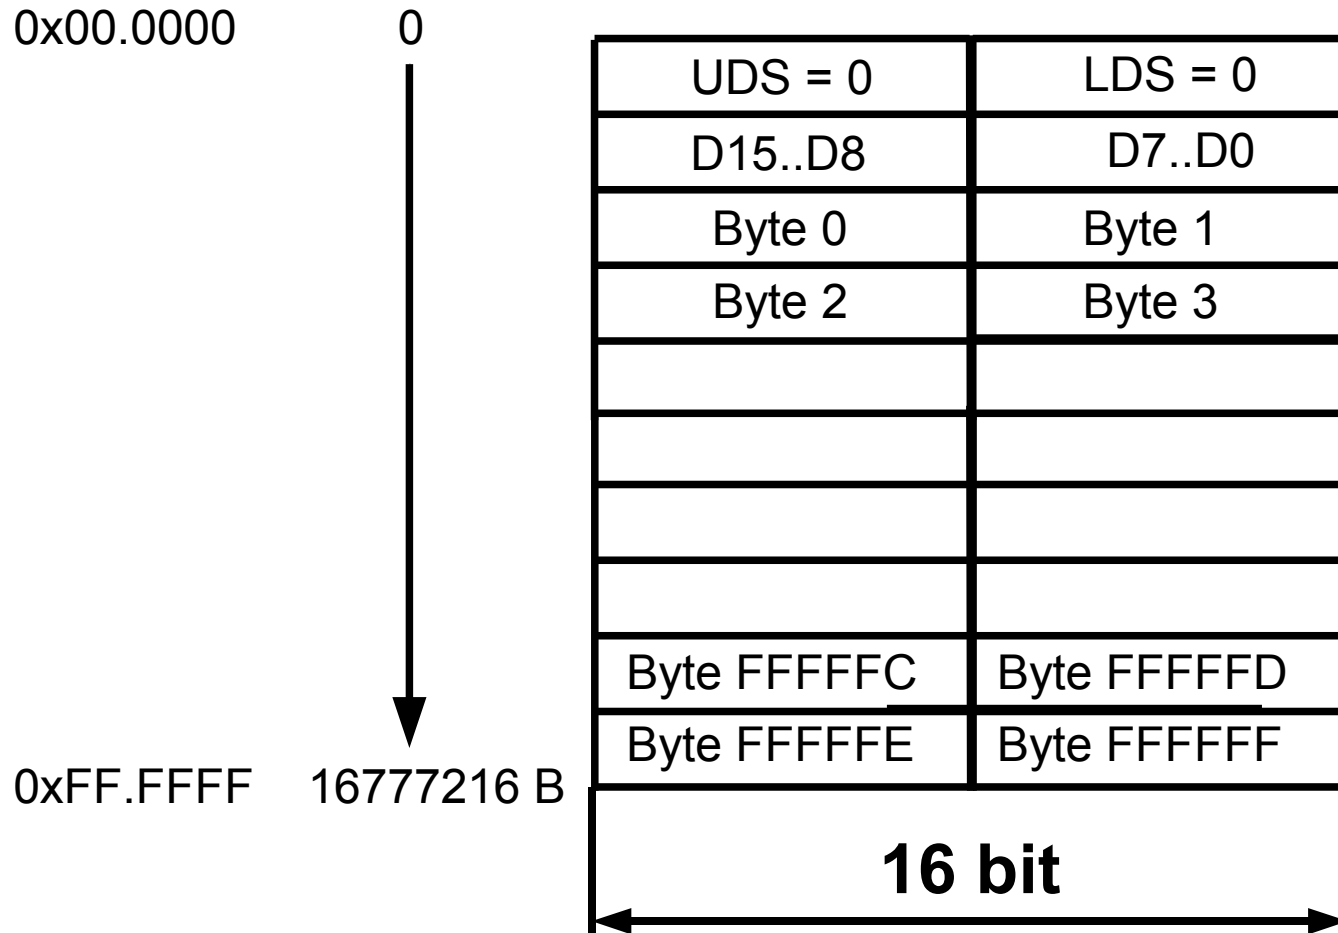 0x00.0000 0
UDS = 0 LDS = 0
D15..D8 D7..D0
Byte 0 Byte 1
Byte 2 Byte 3
Byte FFFFFC Byte FFFFFD
Byte FFFFFE Byte FFFFFF
0xFF.FFFF 16777216 B
16 bit